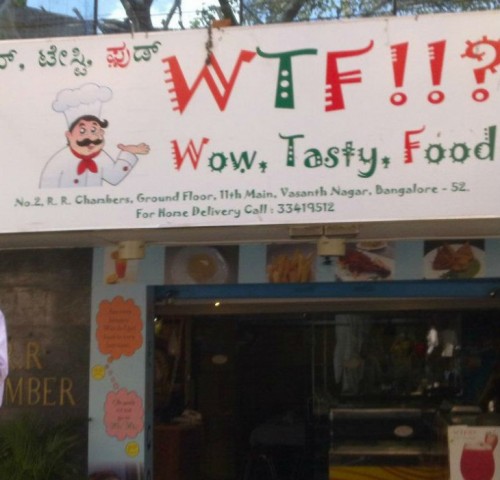 ಟೇಸ್ಟಿ, ಫುಡ್
WTF!!?
Wow, Tasty, Food
No.2, R. R. Chambers, Ground Floor, 11th Main, Vasanth Nagar, Bangalore - 52.
For Home Delivery Call : 33419512
MBER